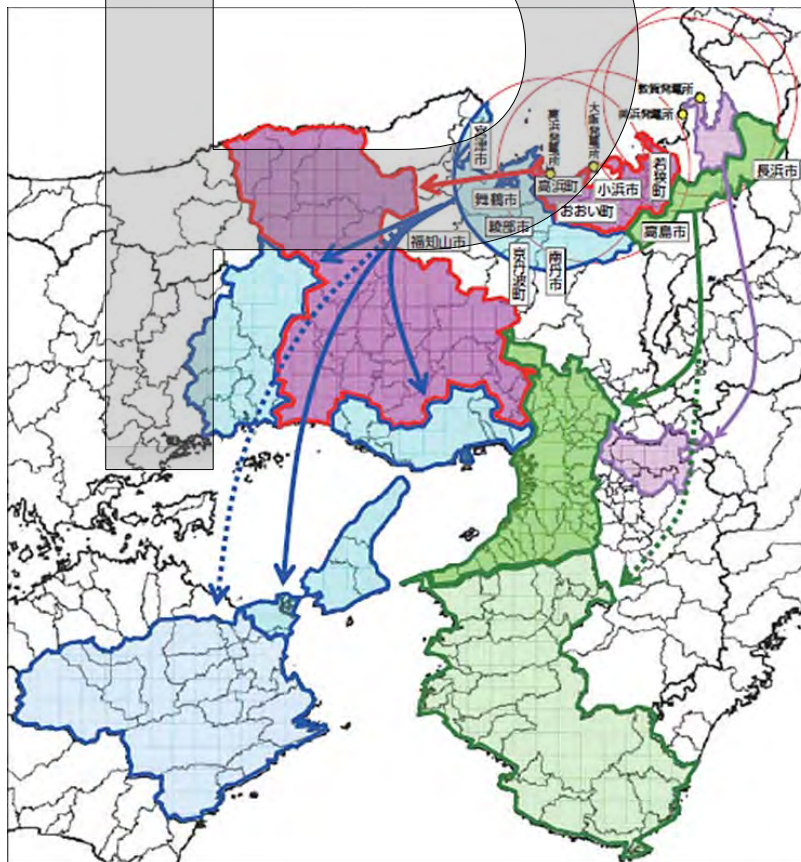 敦賀発電所
美浜発電所
大飯発電所
高浜発電所
宮津市
若狭町
長浜市
高浜町
小浜市
舞鶴市
おおい町
綾部市
高島市
福知山市
京丹波町
南丹市